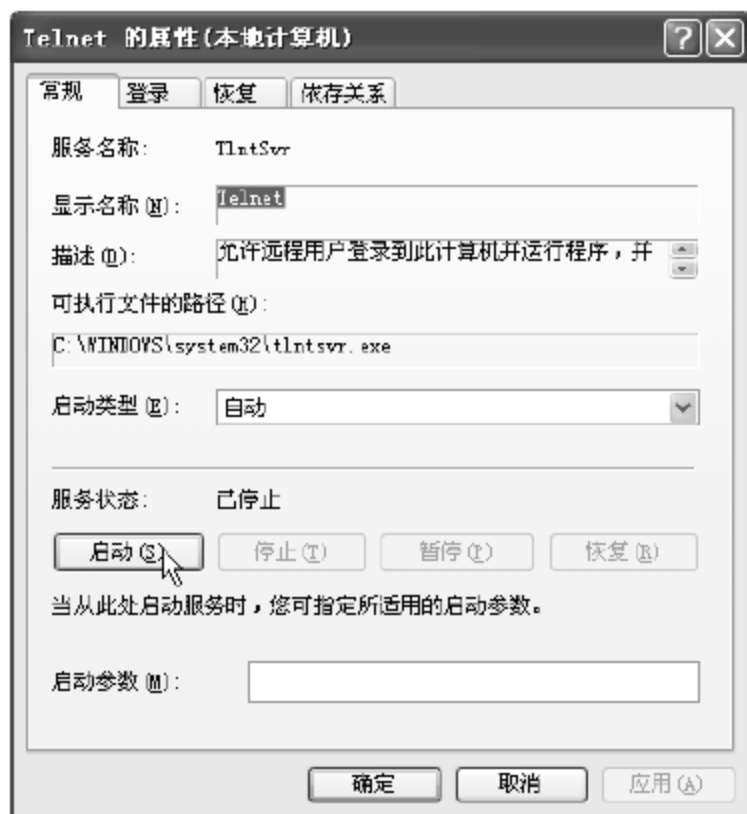 Telnet 的属性(本地计算机)
常规 登录 恢复 依存关系
服务名称: TlntSvr
显示名称(N): Telnet
描述(D): 允许远程用户登录到此计算机并运行程序，并
可执行文件的路径(H):
C:\WINDOWS\system32\tlntsvr.exe
启动类型(E): 自动
服务状态: 已停止
启动(S) 停止(T) 暂停(P) 恢复(R)
当从此处启动服务时，您可指定所适用的启动参数。
启动参数(M):
确定 取消 应用(A)